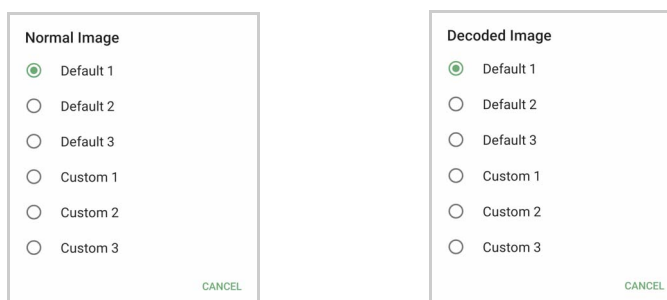 Normal Image
Default 1
Default 2
Default 3
Custom 1
Custom 2
Custom 3
CANCEL
Decoded Image
Default 1
Default 2
Default 3
Custom 1
Custom 2
Custom 3
CANCEL